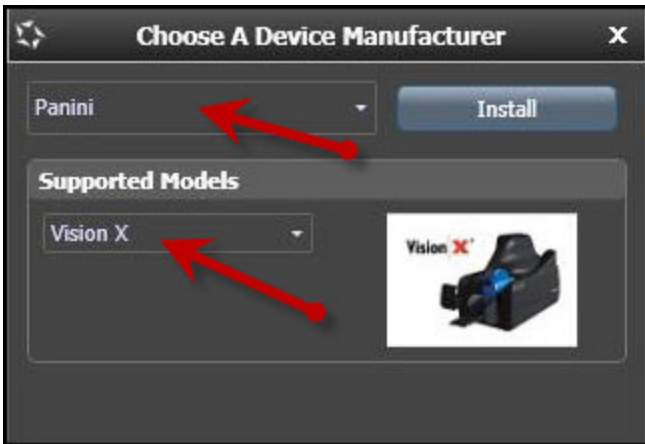 Choose A Device Manufacturer X
Panini
Install
Supported Models
Vision X
Vision X